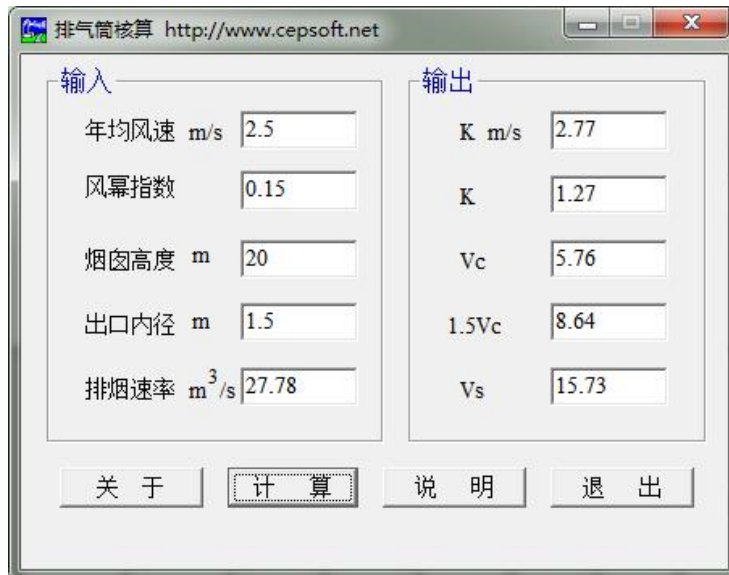 排气筒核算 http://www.cepsoft.net
输入
年均风速 m/s 2.5
风幂指数 0.15
烟囱高度 m 20
出口内径 m 1.5
排烟速率 m³/s 27.78
输出
K m/s 2.77
K 1.27
Vc 5.76
1.5Vc 8.64
Vs 15.73
关 于
计 算
说 明
退 出